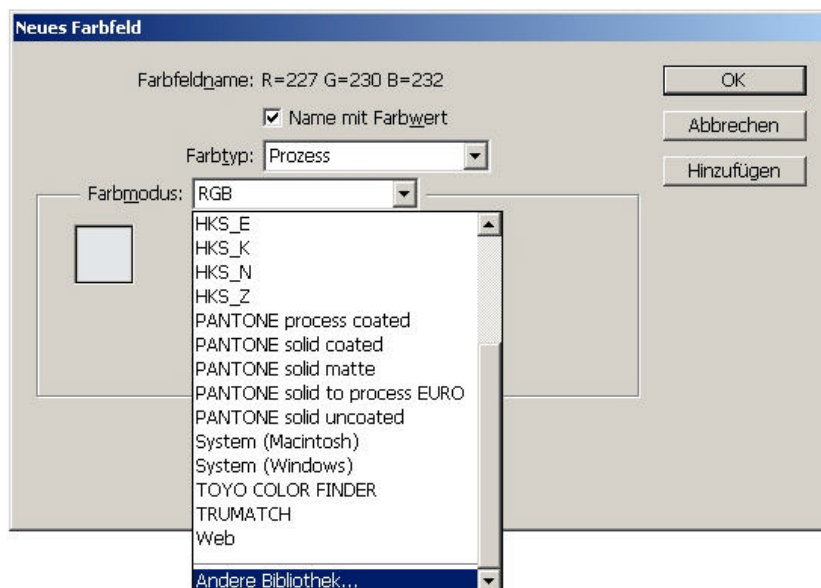 Neues Farbfeld
Farbfeldname: R=227 G=230 B=232
Name mit Farbwert
Farbtyp: Prozess
Farbmodus: RGB
HKS_E
HKS_K
HKS_N
HKS_Z
PANTONE process coated
PANTONE solid coated
PANTONE solid matte
PANTONE solid to process EURO
PANTONE solid uncoated
System (Macintosh)
System (Windows)
TOYO COLOR FINDER
TRUMATCH
Web
Andere Bibliothek...
OK
Abbrechen
Hinzufügen